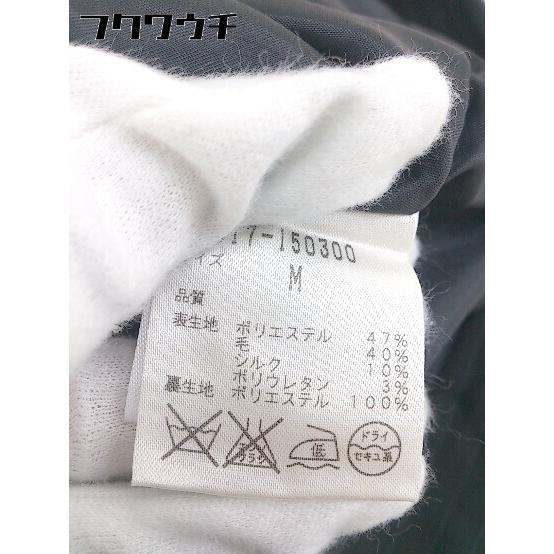 フクワウチ
17-150300
イズ M
品質
表生地 ポリエステル 47%
毛 40%
シルク 10%
ポリウレタン 3%
裏生地 ポリエステル 100%
低
ドライ
セキユ系